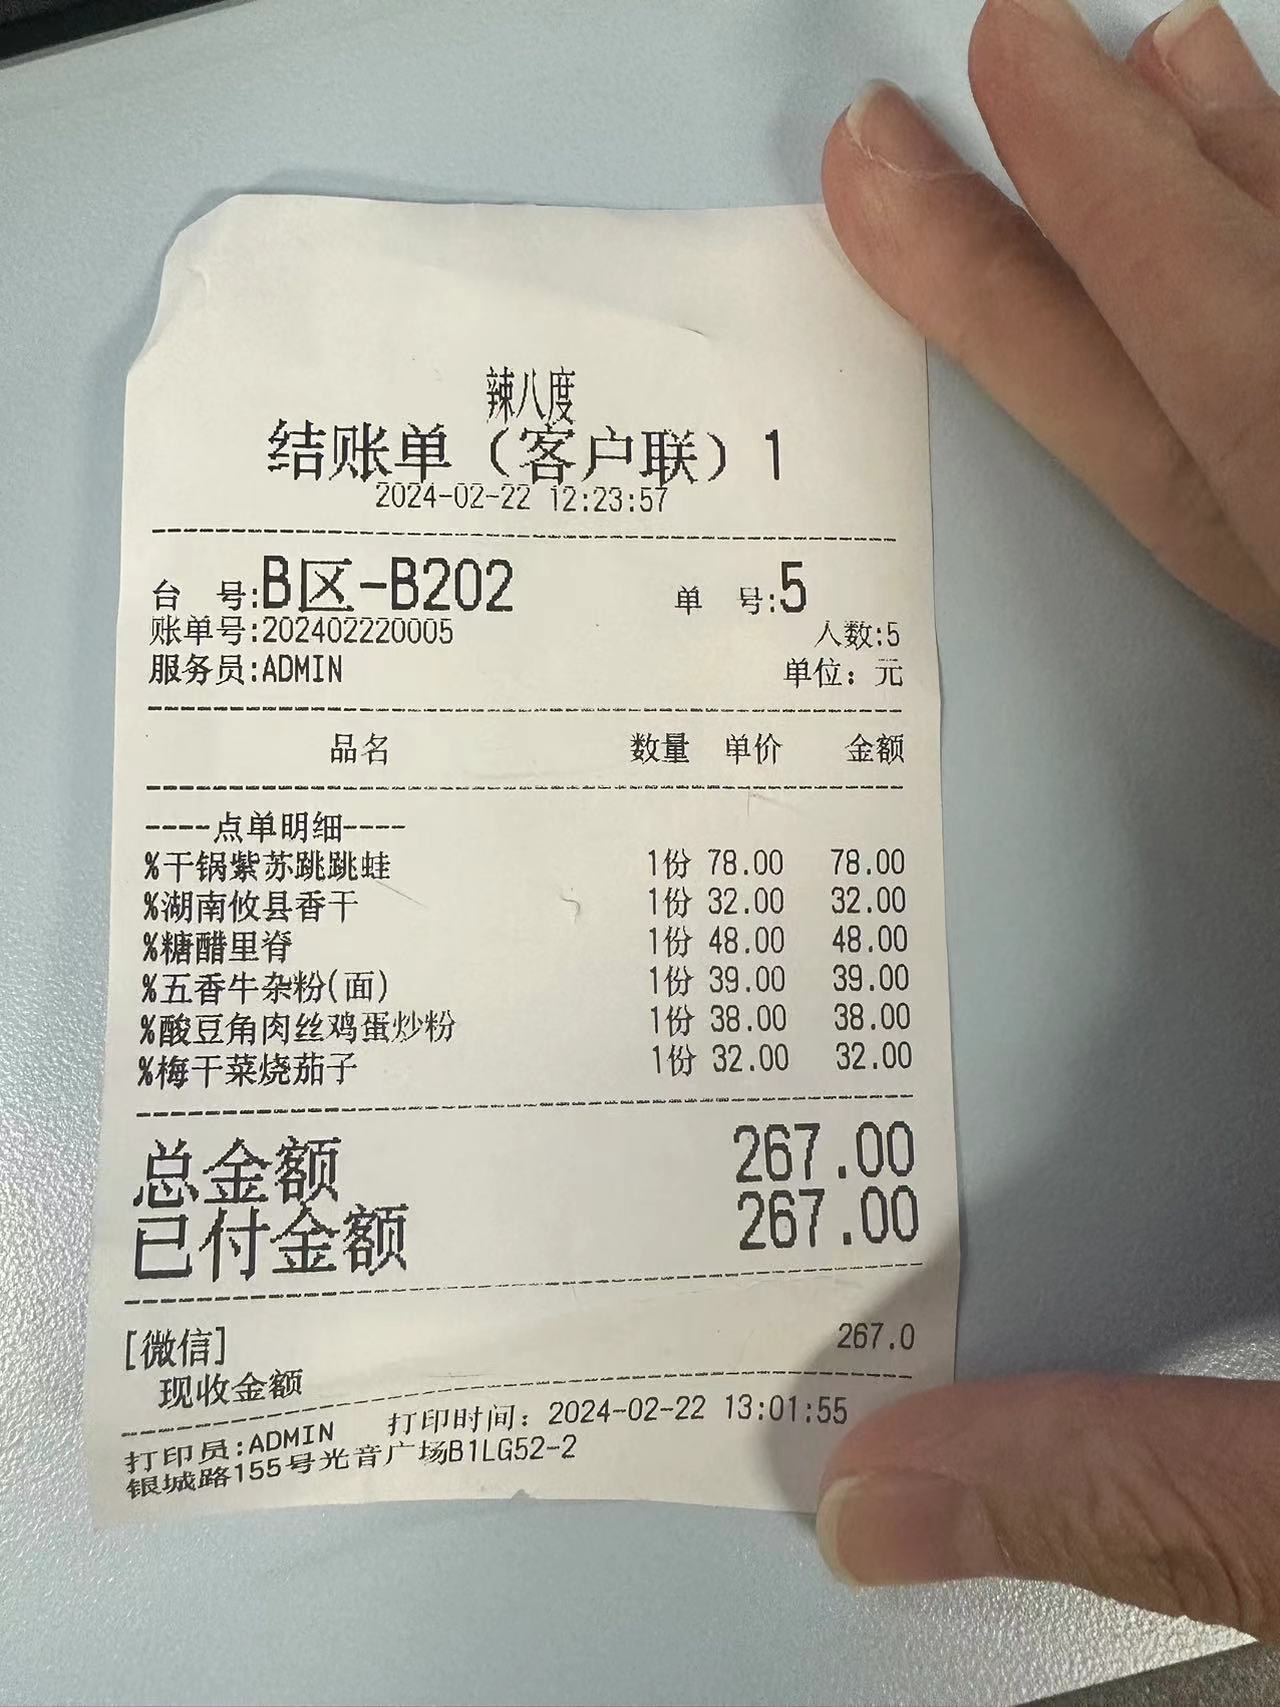 辣八度
结账单（客户联）1
2024-02-22 12:23:57
台 号:B区-B202 单 号:5
账单号:202402220005 人数:5
服务员:ADMIN 单位：元
品名 数量 单价 金额
----点单明细----
%干锅紫苏跳跳蛙 1份 78.00 78.00
%湖南攸县香干 1份 32.00 32.00
%糖醋里脊 1份 48.00 48.00
%五香牛杂粉(面) 1份 39.00 39.00
%酸豆角肉丝鸡蛋炒粉 1份 38.00 38.00
%梅干菜烧茄子 1份 32.00 32.00
总金额 267.00
已付金额 267.00
[微信] 267.0
现收金额
打印员:ADMIN 打印时间：2024-02-22 13:01:55
银城路155号光音广场B1LG52-2